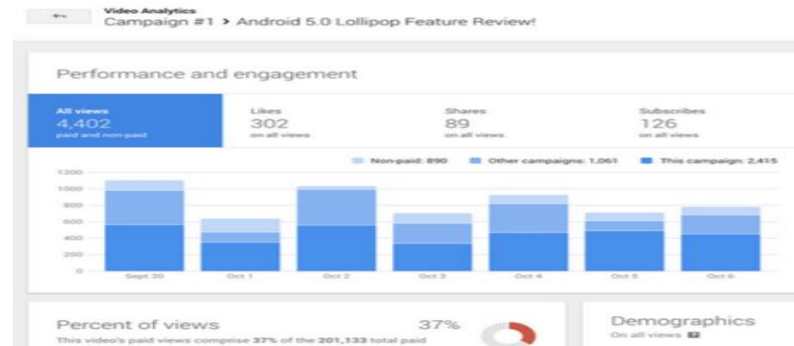 Video Analytics
Campaign #1 > Android 5.0 Lollipop Feature Review!
Performance and engagement
All views
4,402
paid and non-paid
Likes
302
on all views
Shares
89
on all views
Subscribes
126
on all views
Non-paid: 890
Other campaigns: 1,061
This campaign: 2,415
1200
1000
800
600
400
200
0
Sept 30
Oct 1
Oct 2
Oct 3
Oct 4
Oct 5
Oct 6
Percent of views
37%
This video's paid views comprise 37% of the 201,133 total paid
Demographics
On all views ?